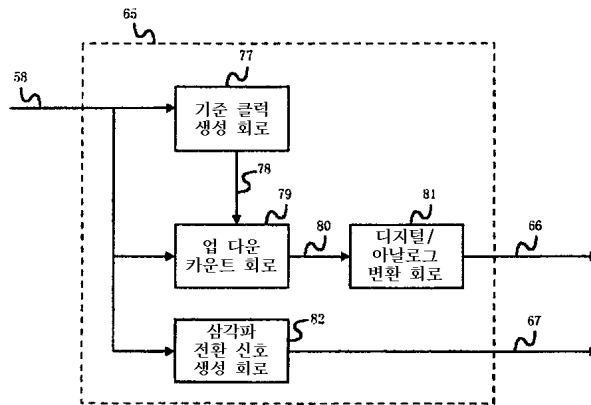 65
58
77
기준 클럭
생성 회로
78
79
업 다운
카운트 회로
80
81
디지털/
아날로그
변환 회로
66
82
삼각파
전환 신호
생성 회로
67